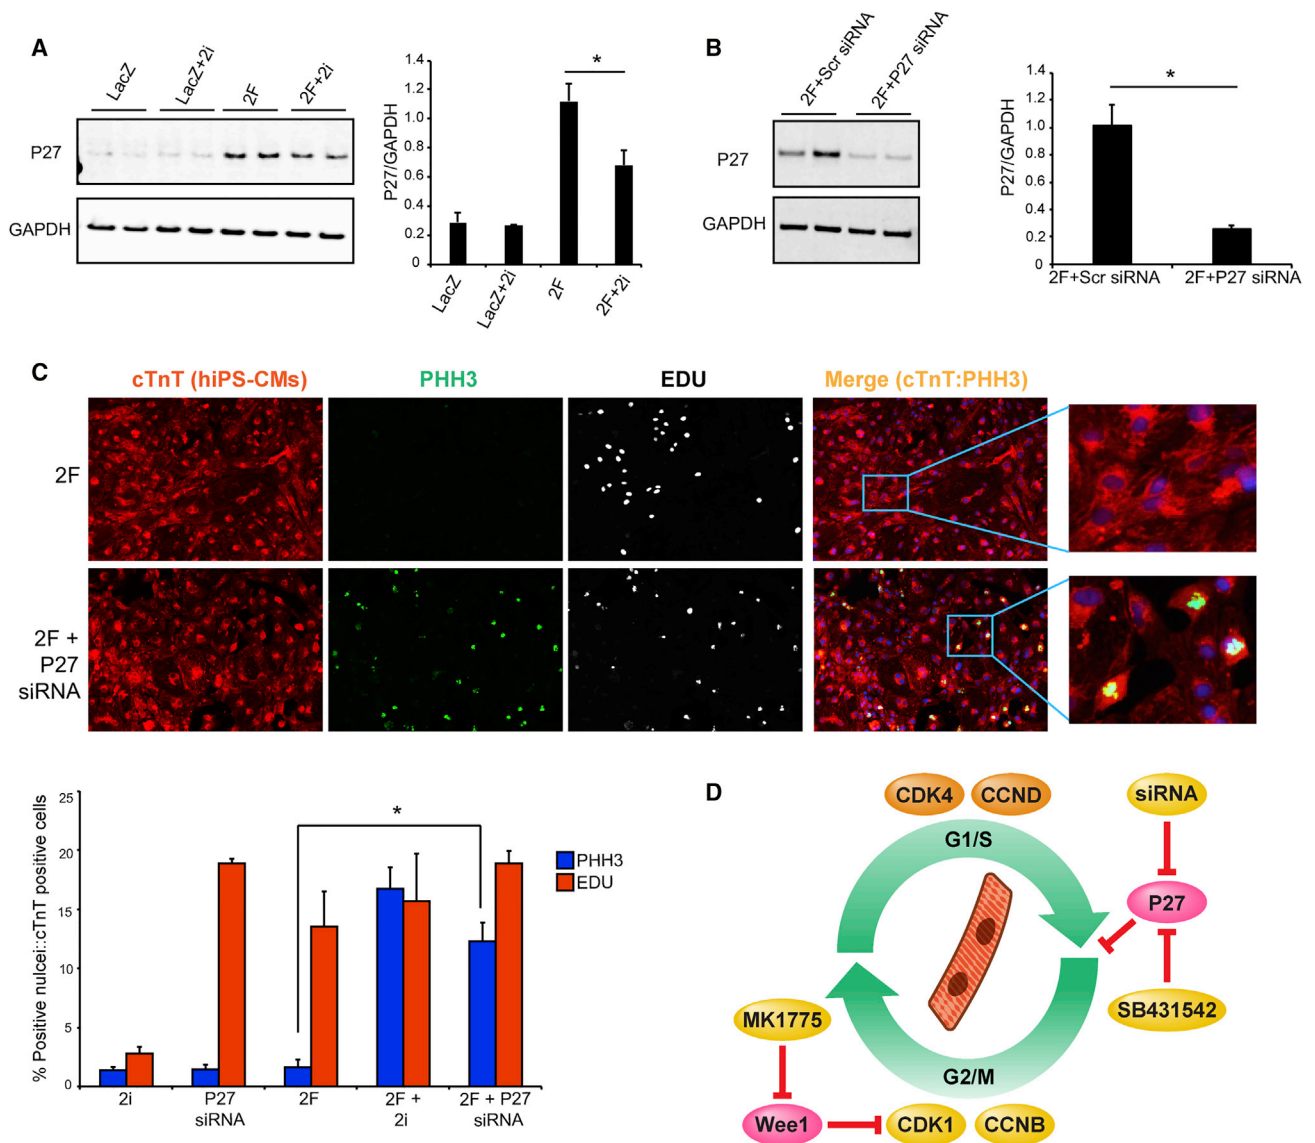 A
LacZ
LacZ+2i
2F
2F+2i
P27
GAPDH
P27/GAPDH
1.4
1.2
1.0
0.8
0.6
0.4
0.2
0
*
LacZ
LacZ+2i
2F
2F+2i
B
2F+Scr siRNA
2F+P27 siRNA
P27
GAPDH
P27/GAPDH
1.4
1.2
1.0
0.8
0.6
0.4
0.2
0
*
2F+Scr siRNA
2F+P27 siRNA
C
cTnT (hiPS-CMs)
PHH3
EDU
Merge (cTnT:PHH3)
2F
2F +
P27
siRNA
% Positive nulcei::cTnT positive cells
25
20
15
10
5
0
*
PHH3
EDU
2i
P27
siRNA
2F
2F +
2i
2F + P27
siRNA
D
CDK4
CCND
siRNA
G1/S
P27
SB431542
MK1775
G2/M
Wee1
CDK1
CCNB